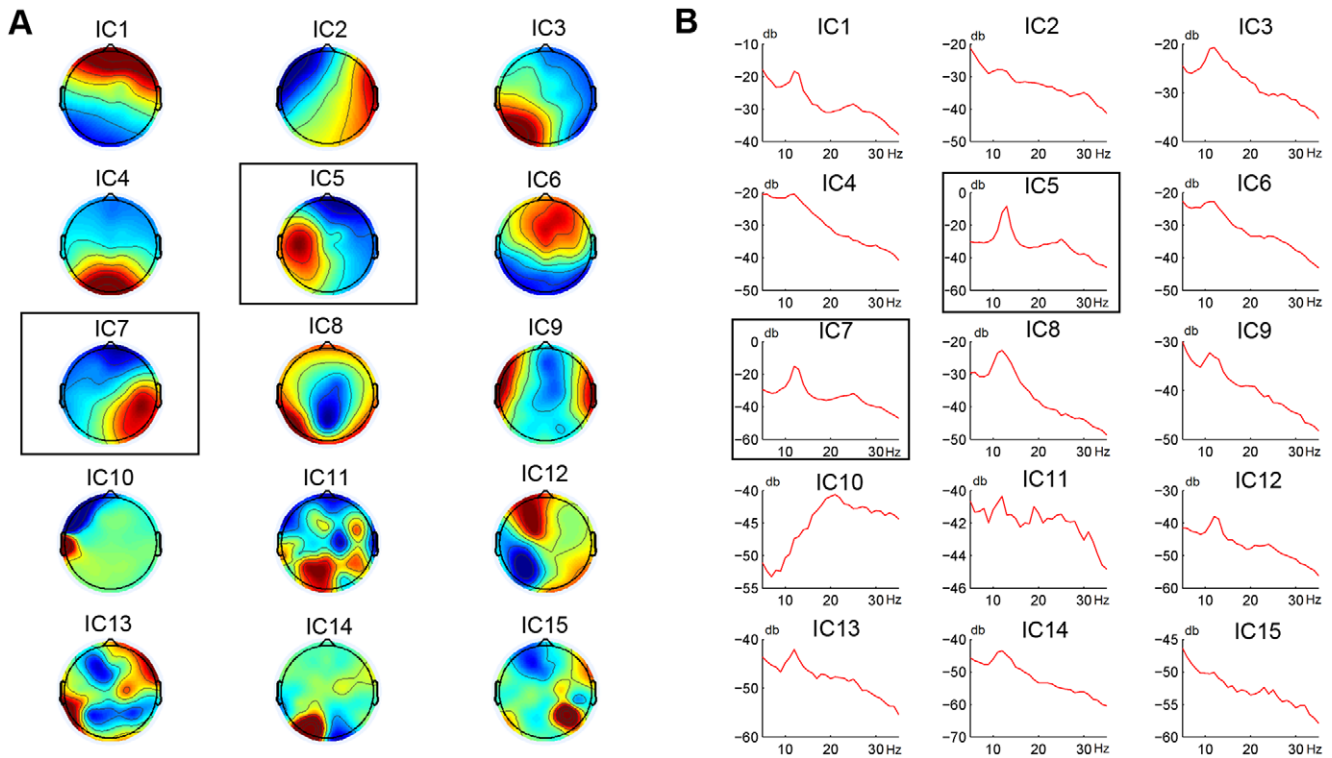 A
IC1 IC2 IC3
IC4 IC5 IC6
IC7 IC8 IC9
IC10 IC11 IC12
IC13 IC14 IC15
B
IC1
db
−10
−20
−30
−40
10 20 30 Hz
IC2
db
−20
−30
−40
−50
10 20 30 Hz
IC3
db
−20
−30
−40
10 20 30 Hz
IC4
db
−20
−30
−40
−50
10 20 30 Hz
IC5
db
0
−20
−40
−60
10 20 30 Hz
IC6
db
−20
−30
−40
−50
10 20 30 Hz
IC7
db
0
−20
−40
−60
10 20 30 Hz
IC8
db
−20
−30
−40
−50
10 20 30 Hz
IC9
db
−30
−40
−50
10 20 30 Hz
IC10
db
−40
−45
−50
−55
10 20 30 Hz
IC11
db
−40
−42
−44
−46
10 20 30 Hz
IC12
db
−30
−40
−50
−60
10 20 30 Hz
IC13
db
−40
−50
−60
10 20 30 Hz
IC14
db
−40
−50
−60
−70
10 20 30 Hz
IC15
db
−45
−50
−55
−60
10 20 30 Hz